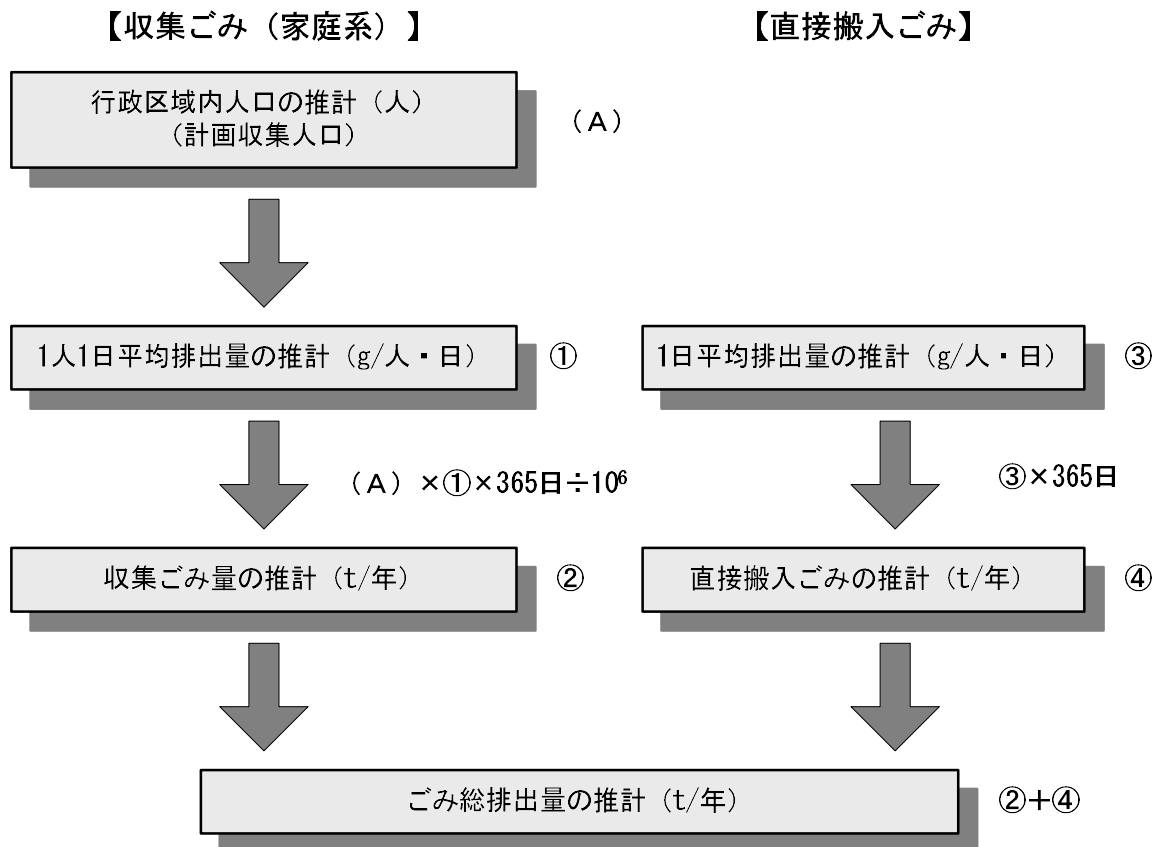 【収集ごみ（家庭系）】
【直接搬入ごみ】
行政区域内人口の推計（人）
（計画収集人口）
（Ａ）
1人1日平均排出量の推計（g/人・日）
①
1日平均排出量の推計（g/人・日）
③
（Ａ）×①×365日÷10⁶
③×365日
収集ごみ量の推計（t/年）
②
直接搬入ごみの推計（t/年）
④
ごみ総排出量の推計（t/年）
②＋④